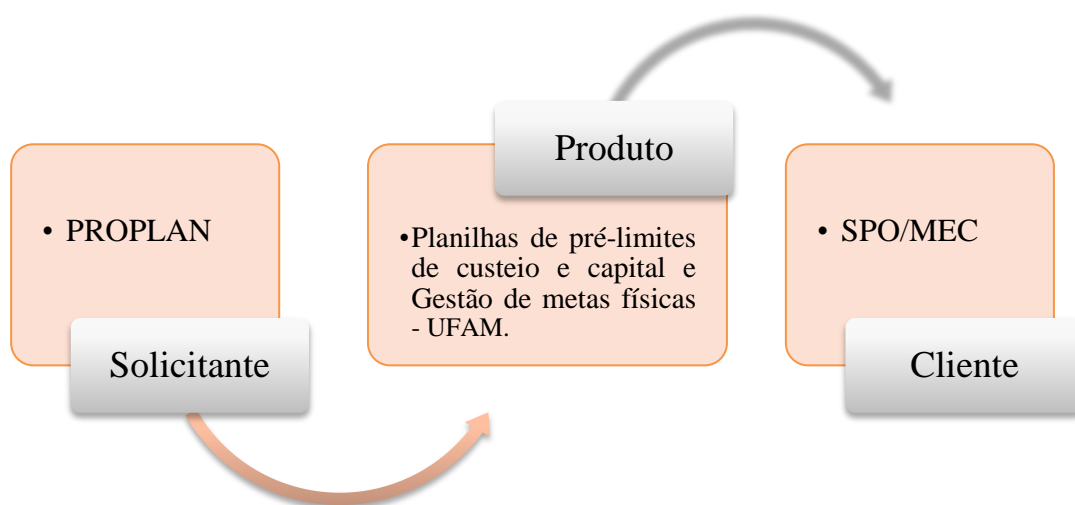 • PROPLAN
Solicitante
Produto
•Planilhas de pré-limites
de custeio e capital e
Gestão de metas físicas
- UFAM.
• SPO/MEC
Cliente